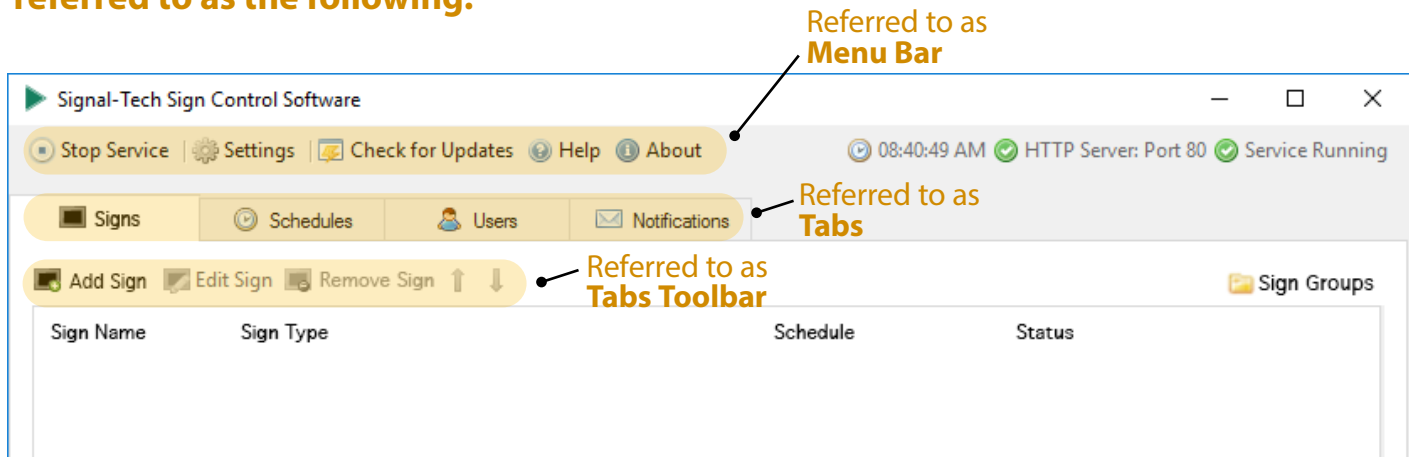 referred to as the following:
Referred to as
Menu Bar
Signal-Tech Sign Control Software
Stop Service Settings Check for Updates Help About 08:40:49 AM HTTP Server: Port 80 Service Running
Referred to as
Tabs
Signs Schedules Users Notifications
Referred to as
Tabs Toolbar
Add Sign Edit Sign Remove Sign Sign Groups
Sign Name Sign Type Schedule Status